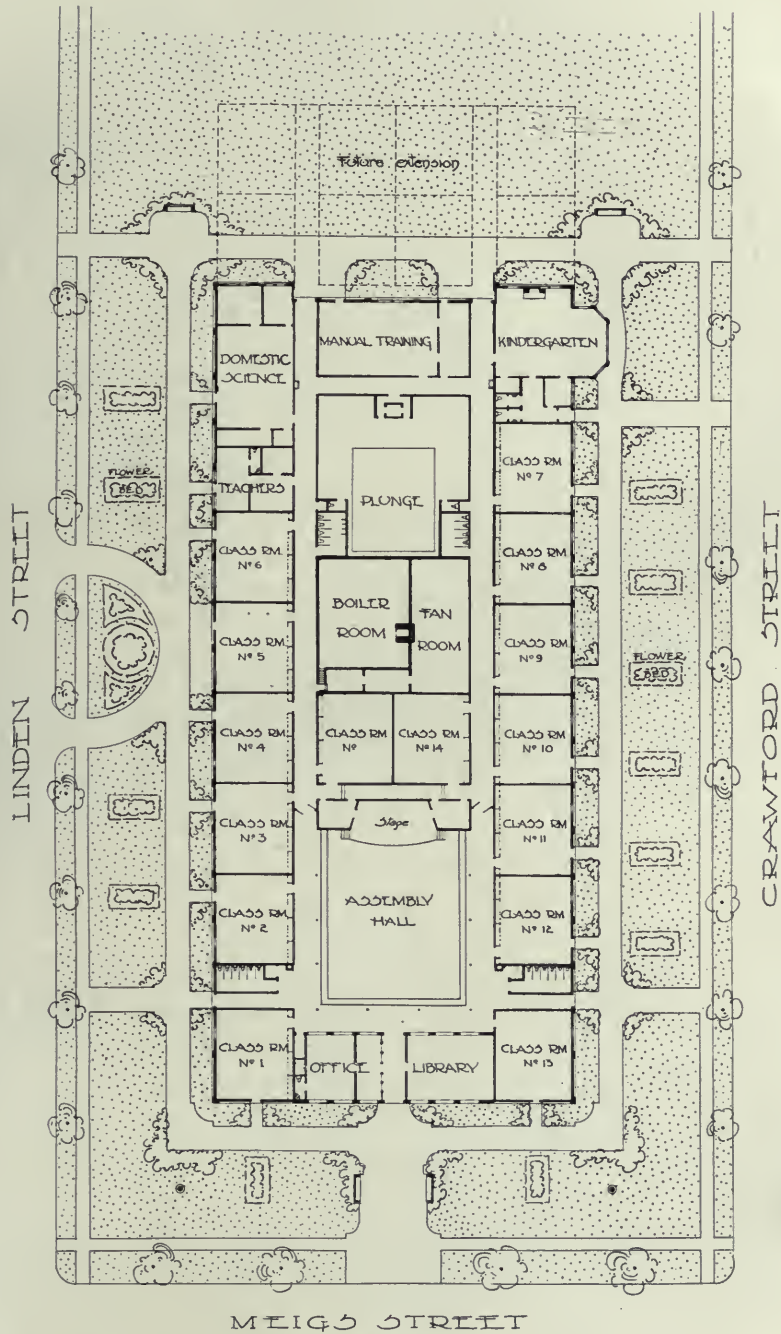 Future extension
MANUAL TRAINING
KINDERGARTEN
DOMESTIC
SCIENCE
FLOWER
BED
TEACHERS
PLUNGE
CLASS RM
Nº 7
CLASS RM.
Nº 6
CLASS RM
Nº 8
BOILER
ROOM
FAN
ROOM
CLASS RM
Nº 5
CLASS RM
Nº 9
FLOWER
BED
LINDEN STREET
CRAWFORD STREET
CLASS RM
Nº 4
CLASS RM
Nº
CLASS RM
Nº 14
CLASS RM
Nº 10
CLASS RM
Nº 3
Stage
CLASS RM
Nº 11
CLASS RM
Nº 2
ASSEMBLY
HALL
CLASS RM
Nº 12
CLASS RM
Nº 1
OFFICE
LIBRARY
CLASS RM
Nº 13
MEIGS STREET